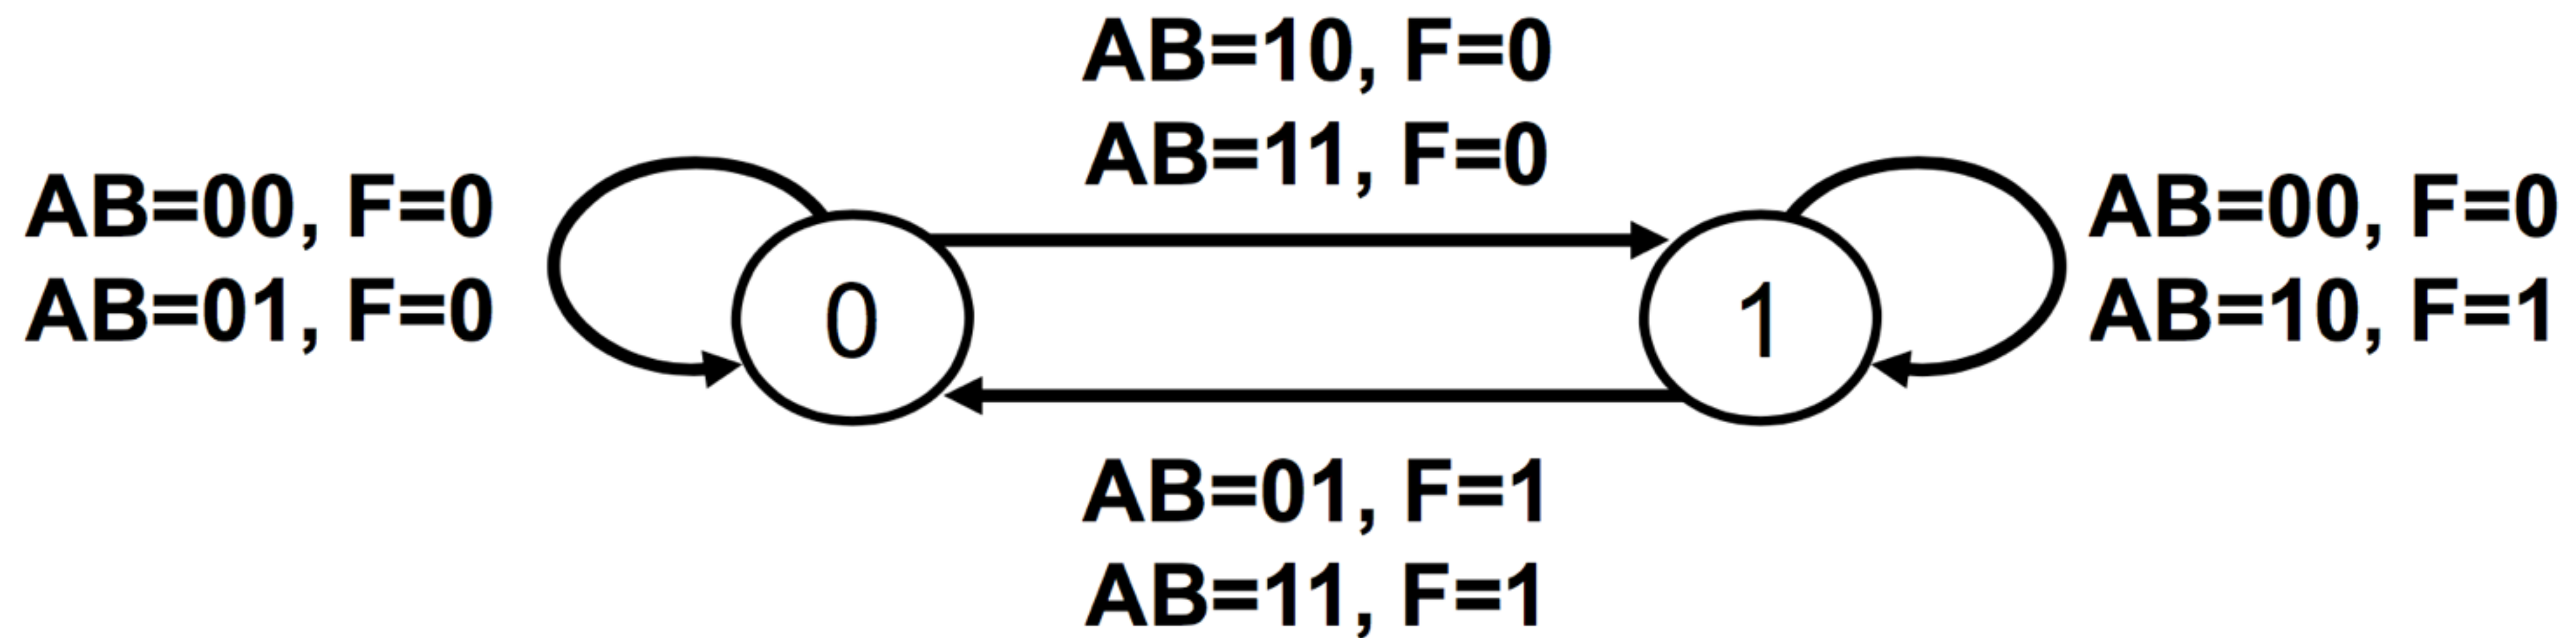 AB=10, F=0
AB=11, F=0
AB=00, F=0
AB=01, F=0
0
1
AB=00, F=0
AB=10, F=1
AB=01, F=1
AB=11, F=1